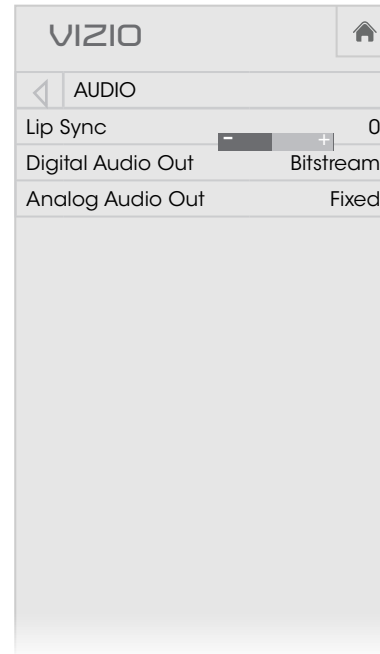 VIZIO
AUDIO
Lip Sync - + 0
Digital Audio Out Bitstream
Analog Audio Out Fixed